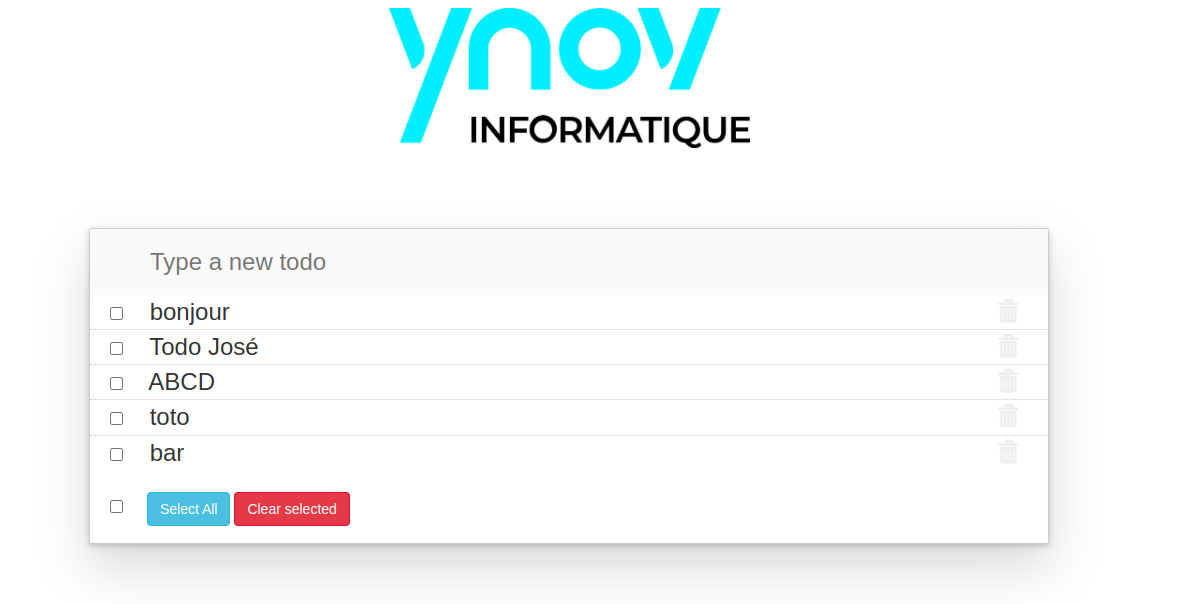 ynov
INFORMATIQUE
Type a new todo
bonjour
Todo José
ABCD
toto
bar
Select All Clear selected